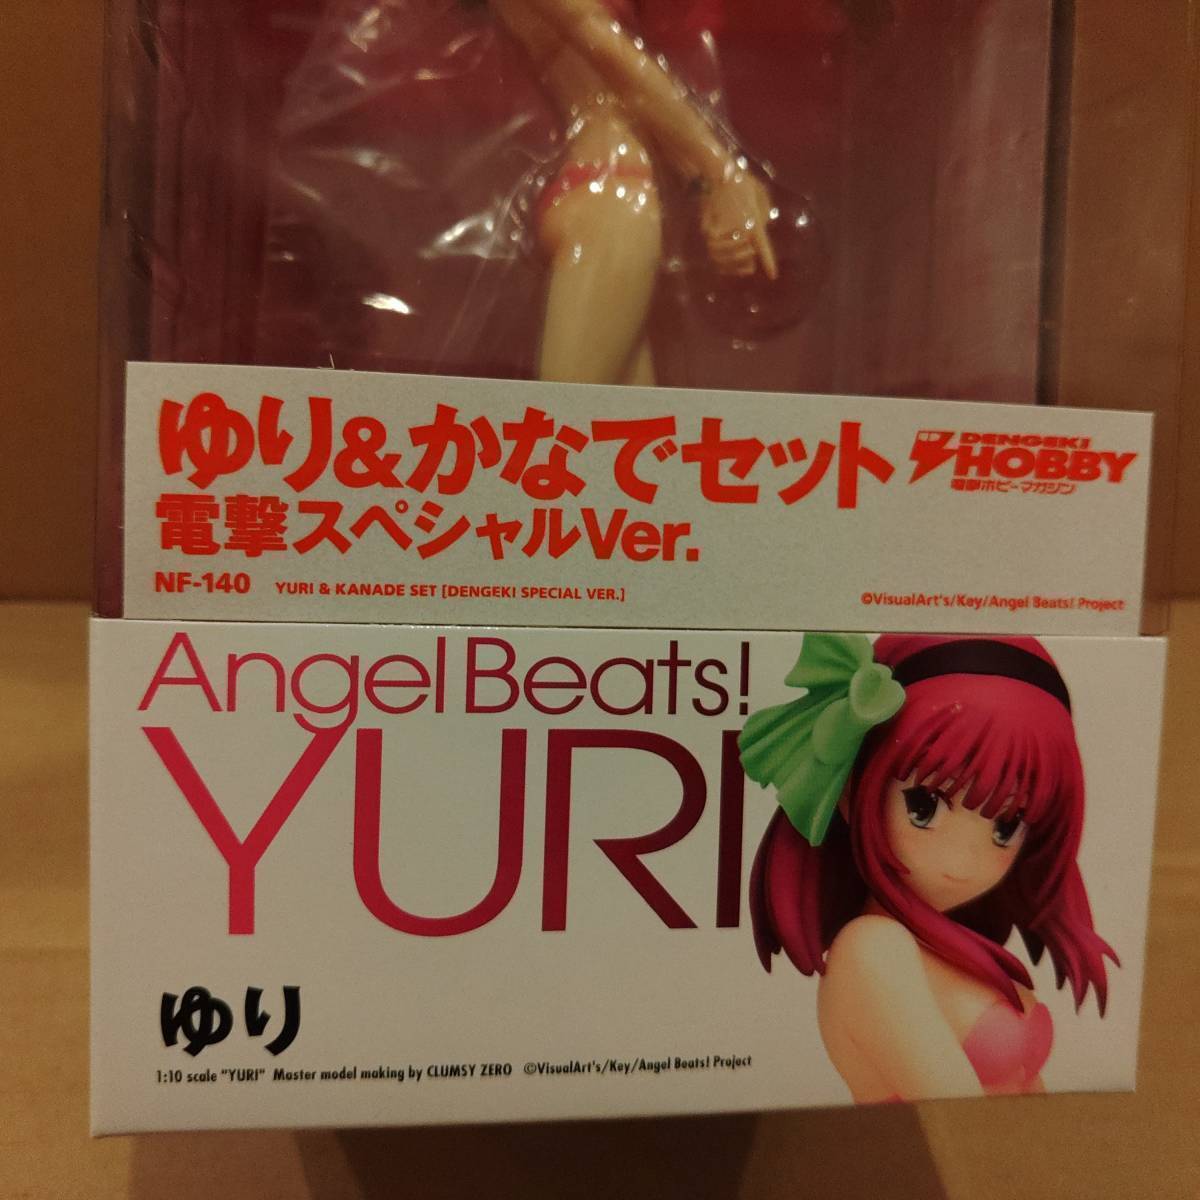 ゆり&かなでセット
電撃スペシャルVer.
DENGEKI
HOBBY
電撃ホビーマガジン
NF-140 YURI & KANADE SET [DENGEKI SPECIAL VER.]
©VisualArt's/Key/Angel Beats! Project
Angel Beats!
YURI
ゆり
1:10 scale "YURI" Master model making by CLUMSY ZERO ©VisualArt's/Key/Angel Beats! Project